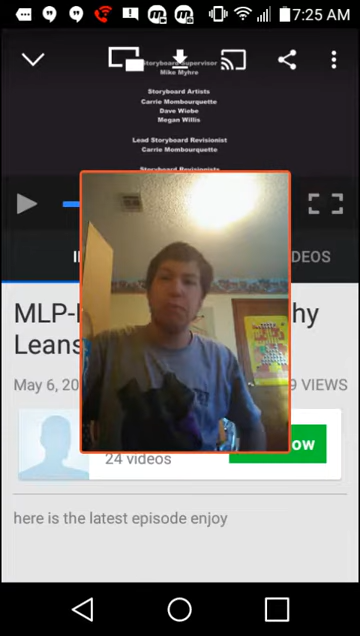 7:25 AM
Storyboard Supervisor
Mike Myhre
Storyboard Artists
Carrie Mombourquette
Dave Wiebe
Megan Willis
Lead Storyboard Revisionist
Carrie Mombourquette
Storyboard Revisionists
DEOS
MLP-
hy
Leans
May 6, 20
9 VIEWS
ow
24 videos
here is the latest episode enjoy